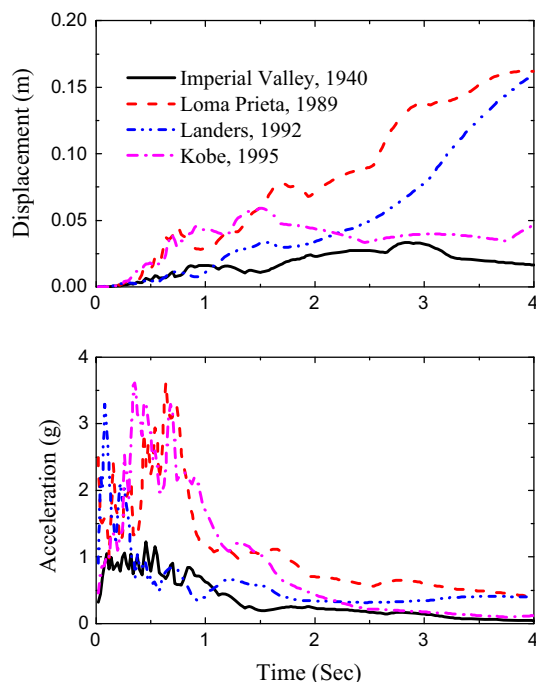 Displacement (m)
0.20
0.15
0.10
0.05
0.00
Imperial Valley, 1940
Loma Prieta, 1989
Landers, 1992
Kobe, 1995
0 1 2 3 4
Time (Sec)
Acceleration (g)
4
3
2
1
0
0 1 2 3 4
Time (Sec)